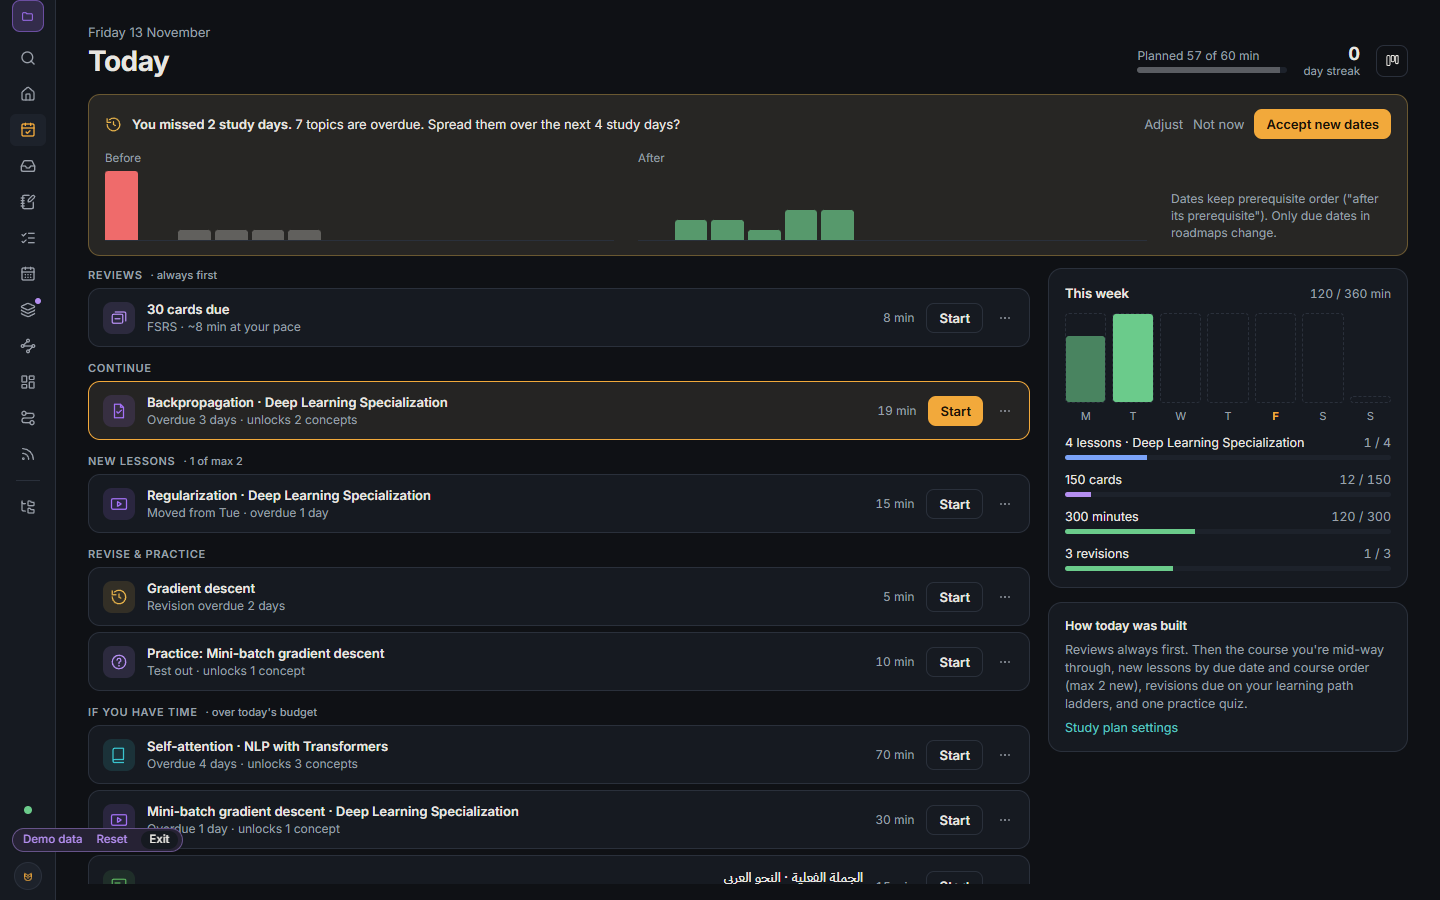 Friday 13 November
Today
Planned 57 of 60 min
0
day streak
You missed 2 study days. 7 topics are overdue. Spread them over the next 4 study days?
Adjust
Not now
Accept new dates
Before
After
Dates keep prerequisite order ("after
its prerequisite"). Only due dates in
roadmaps change.
REVIEWS · always first
30 cards due
FSRS · ~8 min at your pace
8 min
Start
CONTINUE
Backpropagation · Deep Learning Specialization
Overdue 3 days · unlocks 2 concepts
19 min
Start
NEW LESSONS · 1 of max 2
Regularization · Deep Learning Specialization
Moved from Tue · overdue 1 day
15 min
Start
REVISE & PRACTICE
Gradient descent
Revision overdue 2 days
5 min
Start
Practice: Mini-batch gradient descent
Test out · unlocks 1 concept
10 min
Start
IF YOU HAVE TIME · over today's budget
Self-attention · NLP with Transformers
Overdue 4 days · unlocks 3 concepts
70 min
Start
Mini-batch gradient descent · Deep Learning Specialization
Overdue 1 day · unlocks 1 concept
30 min
Start
الجملة الفعلية · النحو العربي
This week
120 / 360 min
M T W T F S S
4 lessons · Deep Learning Specialization 1 / 4
150 cards 12 / 150
300 minutes 120 / 300
3 revisions 1 / 3
How today was built
Reviews always first. Then the course you're mid-way
through, new lessons by due date and course order
(max 2 new), revisions due on your learning path
ladders, and one practice quiz.
Study plan settings
Demo data Reset Exit